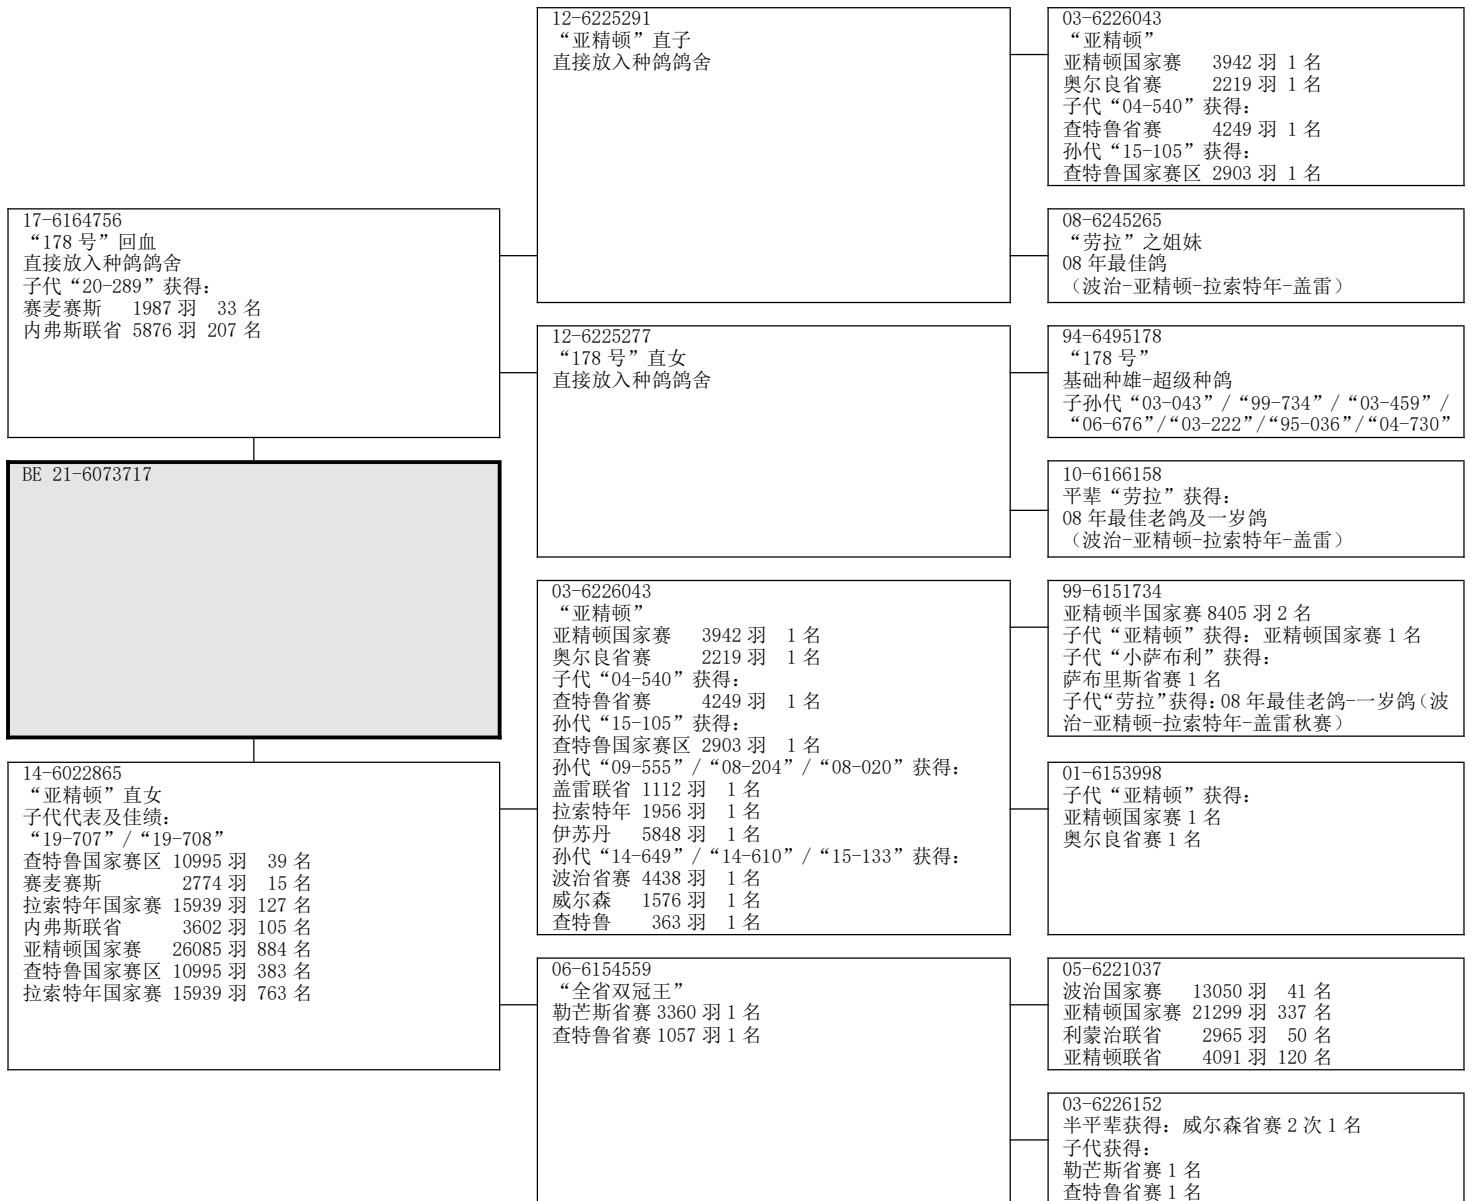 12-6225291
“亚精顿”直子
直接放入种鸽鸽舍
03-6226043
“亚精顿”
亚精顿国家赛 3942 羽 1 名
奥尔良省赛 2219 羽 1 名
子代“04-540”获得：
查特鲁省赛 4249 羽 1 名
孙代“15-105”获得：
查特鲁国家赛区 2903 羽 1 名
17-6164756
“178 号”回血
直接放入种鸽鸽舍
子代“20-289”获得：
赛麦赛斯 1987 羽 33 名
内弗斯联省 5876 羽 207 名
08-6245265
“劳拉”之姐妹
08 年最佳鸽
（波治-亚精顿-拉索特年-盖雷）
12-6225277
“178 号”直女
直接放入种鸽鸽舍
94-6495178
“178 号”
基础种雄-超级种鸽
子孙代“03-043”/“99-734”/“03-459”/
“06-676”/“03-222”/“95-036”/“04-730”
BE 21-6073717
10-6166158
平辈“劳拉”获得：
08 年最佳老鸽及一岁鸽
（波治-亚精顿-拉索特年-盖雷）
03-6226043
“亚精顿”
亚精顿国家赛 3942 羽 1 名
奥尔良省赛 2219 羽 1 名
子代“04-540”获得：
查特鲁省赛 4249 羽 1 名
孙代“15-105”获得：
查特鲁国家赛区 2903 羽 1 名
孙代“09-555”/“08-204”/“08-020”获得：
盖雷联省 1112 羽 1 名
拉索特年 1956 羽 1 名
伊苏丹 5848 羽 1 名
孙代“14-649”/“14-610”/“15-133”获得：
波治省赛 4438 羽 1 名
威尔森 1576 羽 1 名
查特鲁 363 羽 1 名
99-6151734
亚精顿半国家赛 8405 羽 2 名
子代“亚精顿”获得：亚精顿国家赛 1 名
子代“小萨布利”获得：
萨布里斯省赛 1 名
子代“劳拉”获得：08 年最佳老鸽-一岁鸽（波
治-亚精顿-拉索特年-盖雷秋赛）
14-6022865
“亚精顿”直女
子代代表及佳绩：
“19-707”/“19-708”
查特鲁国家赛区 10995 羽 39 名
赛麦赛斯 2774 羽 15 名
拉索特年国家赛 15939 羽 127 名
内弗斯联省 3602 羽 105 名
亚精顿国家赛 26085 羽 884 名
查特鲁国家赛区 10995 羽 383 名
拉索特年国家赛 15939 羽 763 名
01-6153998
子代“亚精顿”获得：
亚精顿国家赛 1 名
奥尔良省赛 1 名
06-6154559
“全省双冠王”
勒芒斯省赛 3360 羽 1 名
查特鲁省赛 1057 羽 1 名
05-6221037
波治国家赛 13050 羽 41 名
亚精顿国家赛 21299 羽 337 名
利蒙治联省 2965 羽 50 名
亚精顿联省 4091 羽 120 名
03-6226152
半平辈获得：威尔森省赛 2 次 1 名
子代获得：
勒芒斯省赛 1 名
查特鲁省赛 1 名